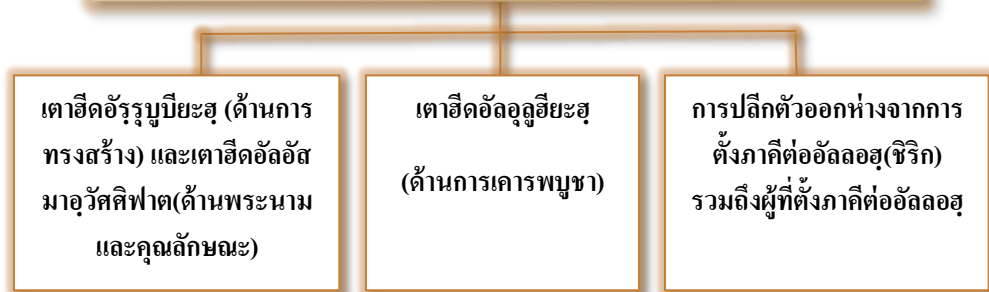 เตาฮีดอัรฺรุบูบียะฮฺ (ด้านการ
ทรงสร้าง) และเตาฮีดอัลอัส
มาอฺวัศศิฟาต(ด้านพระนาม
และคุณลักษณะ)
เตาฮีดอัลอุลูฮียะฮฺ
(ด้านการเคารพบูชา)
การปลีกตัวออกห่างจากการ
ตั้งภาคีต่ออัลลอฮฺ(ชิริก)
รวมถึงผู้ที่ตั้งภาคีต่ออัลลอฮฺ